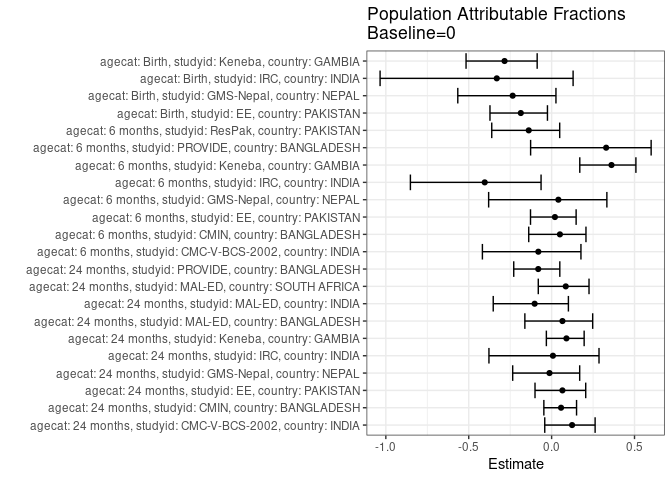 Population Attributable Fractions
Baseline=0
agecat: Birth, studyid: Keneba, country: GAMBIA
agecat: Birth, studyid: IRC, country: INDIA
agecat: Birth, studyid: GMS-Nepal, country: NEPAL
agecat: Birth, studyid: EE, country: PAKISTAN
agecat: 6 months, studyid: ResPak, country: PAKISTAN
agecat: 6 months, studyid: PROVIDE, country: BANGLADESH
agecat: 6 months, studyid: Keneba, country: GAMBIA
agecat: 6 months, studyid: IRC, country: INDIA
agecat: 6 months, studyid: GMS-Nepal, country: NEPAL
agecat: 6 months, studyid: EE, country: PAKISTAN
agecat: 6 months, studyid: CMIN, country: BANGLADESH
agecat: 6 months, studyid: CMC-V-BCS-2002, country: INDIA
agecat: 24 months, studyid: PROVIDE, country: BANGLADESH
agecat: 24 months, studyid: MAL-ED, country: SOUTH AFRICA
agecat: 24 months, studyid: MAL-ED, country: INDIA
agecat: 24 months, studyid: MAL-ED, country: BANGLADESH
agecat: 24 months, studyid: Keneba, country: GAMBIA
agecat: 24 months, studyid: IRC, country: INDIA
agecat: 24 months, studyid: GMS-Nepal, country: NEPAL
agecat: 24 months, studyid: EE, country: PAKISTAN
agecat: 24 months, studyid: CMIN, country: BANGLADESH
agecat: 24 months, studyid: CMC-V-BCS-2002, country: INDIA
-1.0 -0.5 0.0 0.5
Estimate